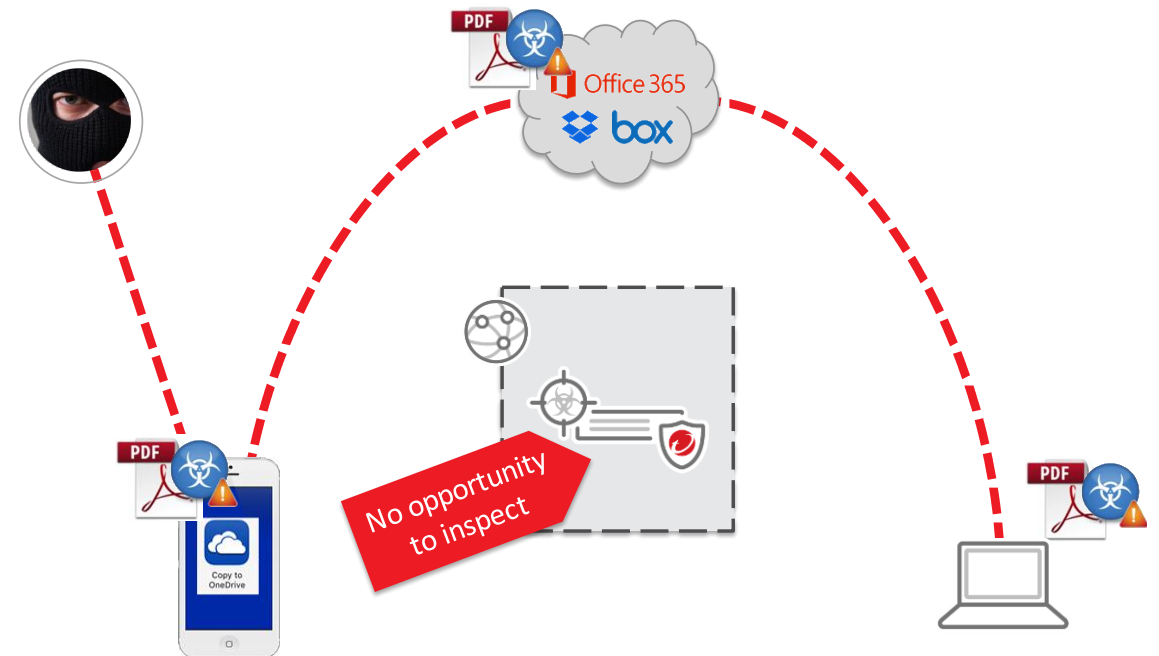 PDF
Office 365
box
No opportunity
to inspect
PDF
Copy to
OneDrive
PDF